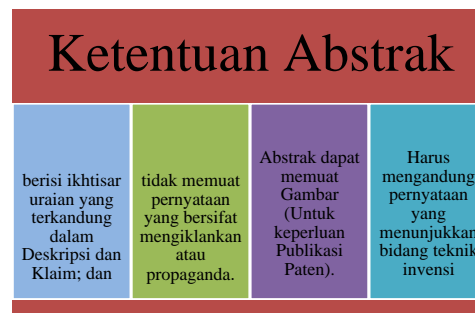 Ketentuan Abstrak
berisi ikhtisar
uraian yang
terkandung
dalam
Deskripsi dan
Klaim; dan
tidak memuat
pernyataan
yang bersifat
mengiklankan
atau
propaganda.
Abstrak dapat
memuat
Gambar
(Untuk
keperluan
Publikasi
Paten).
Harus
mengandung
pernyataan
yang
menunjukkan
bidang teknik
invensi